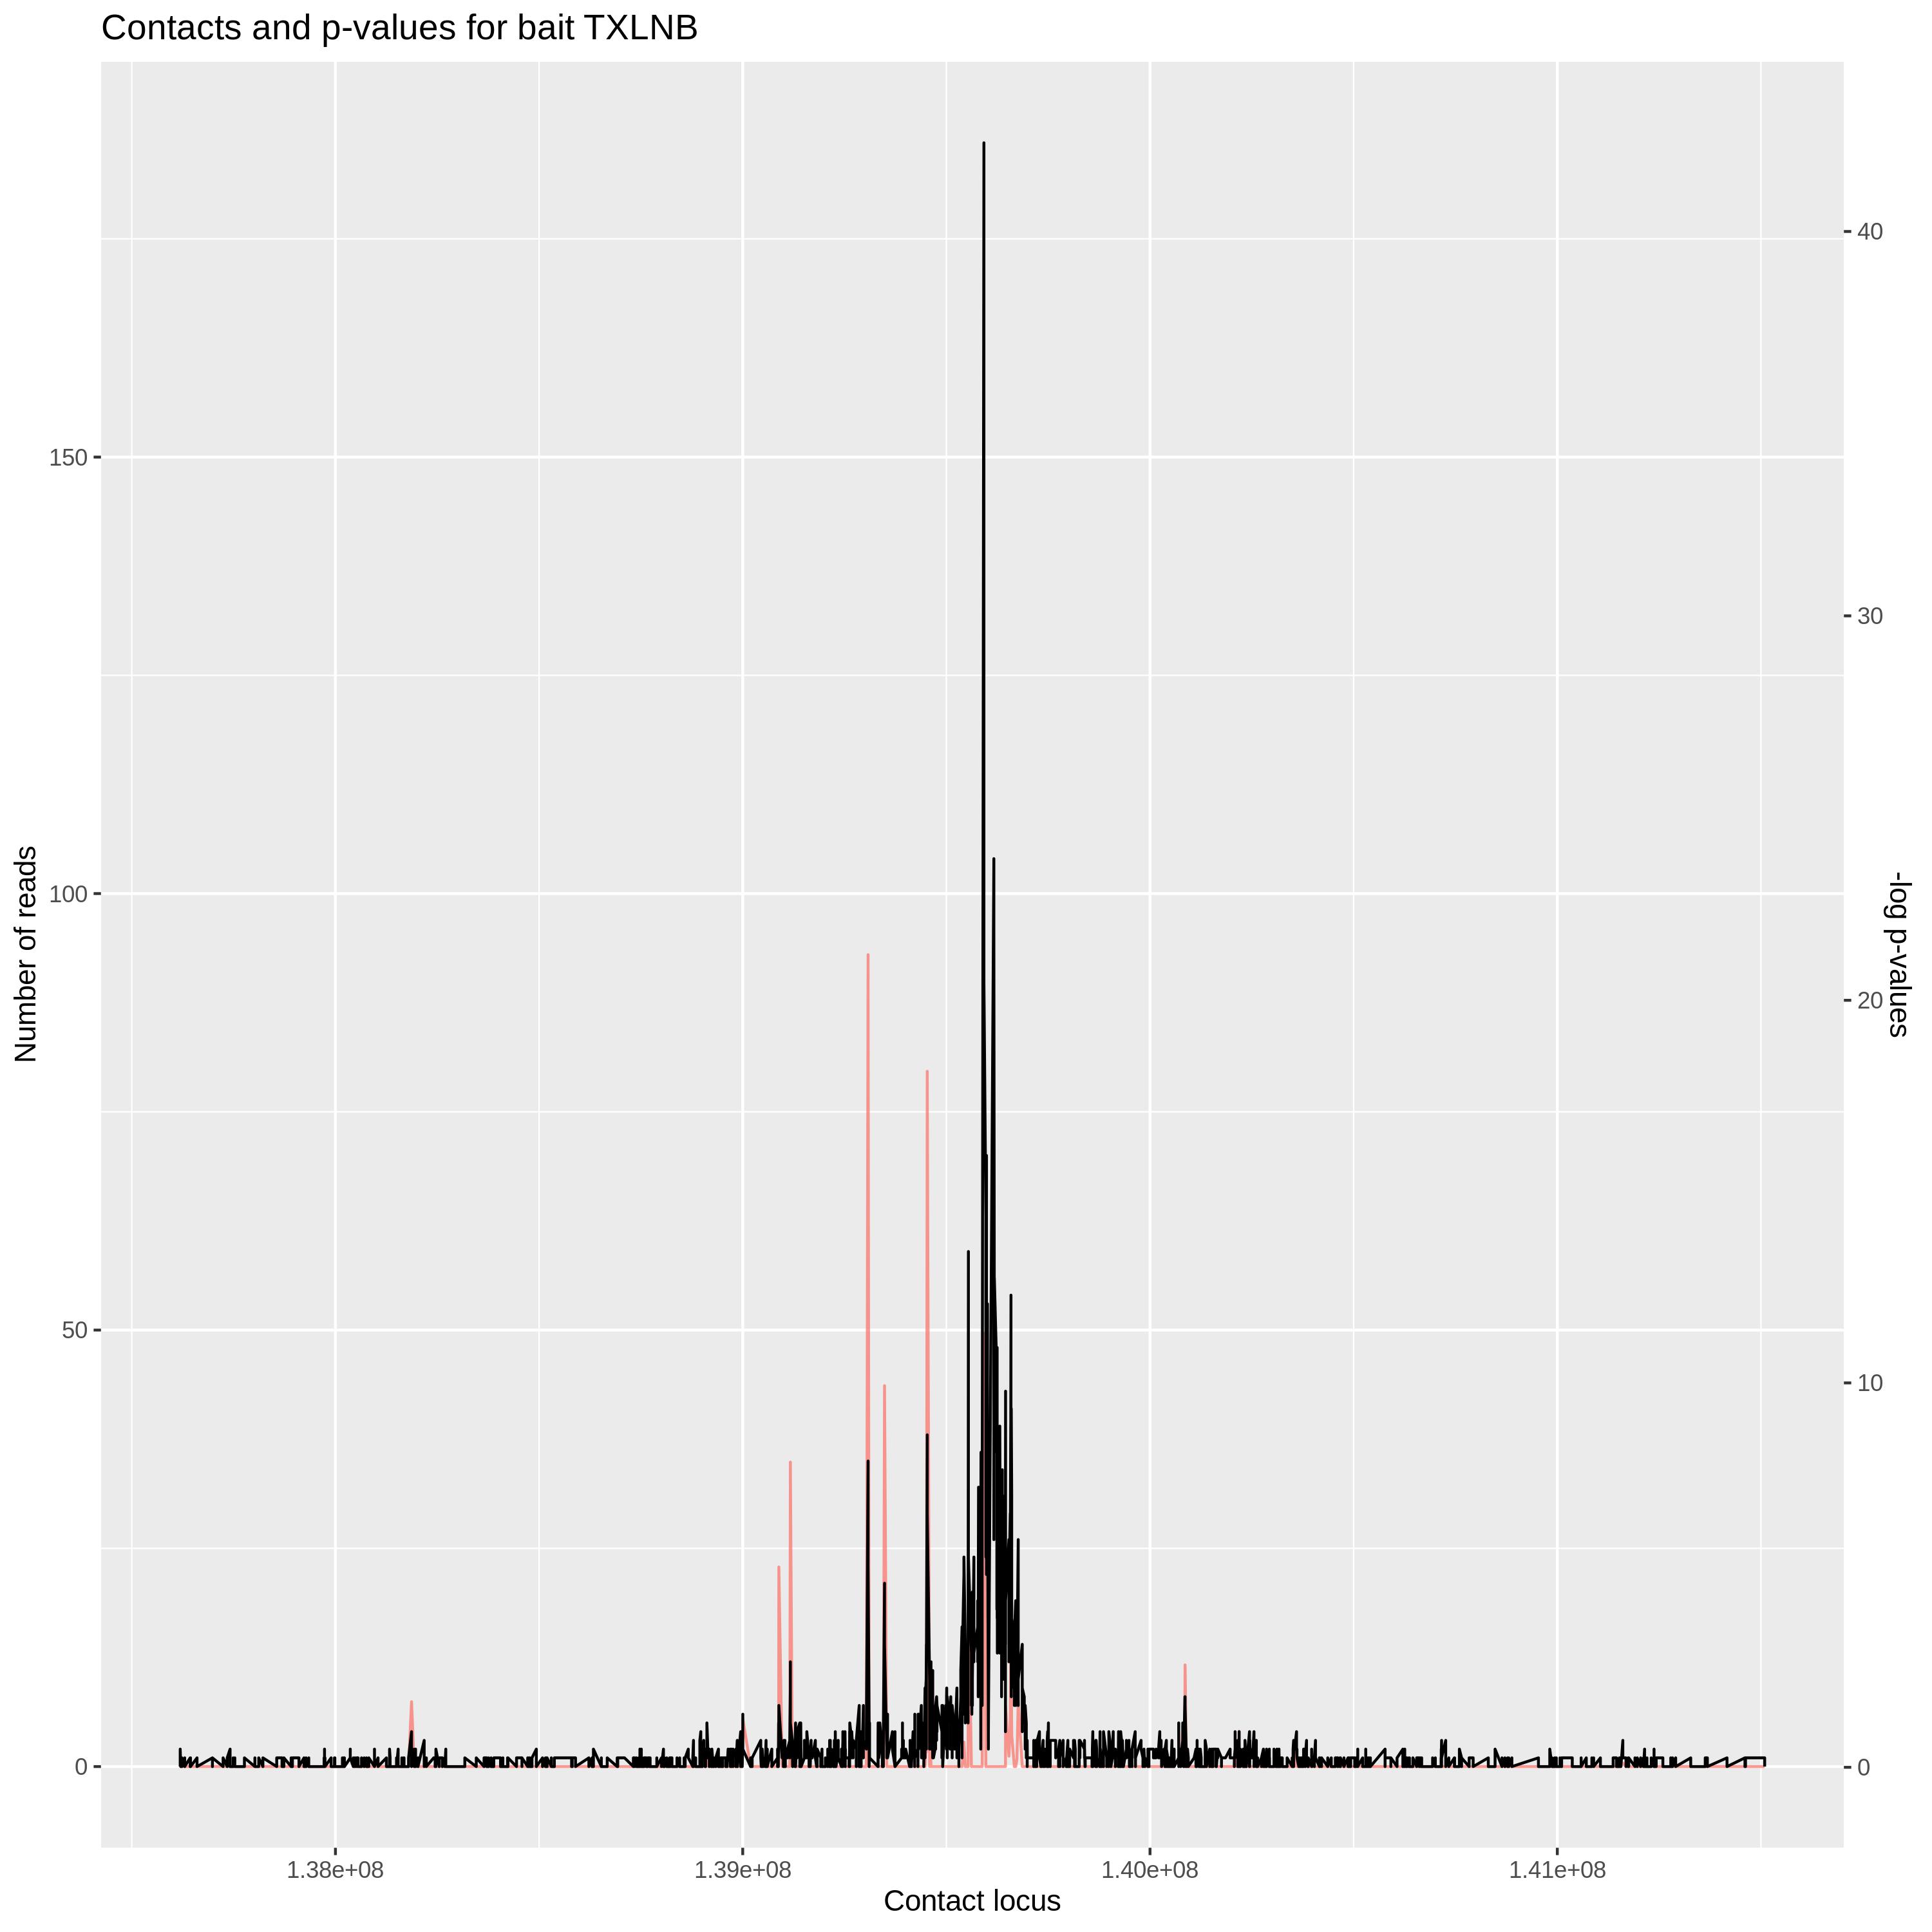 Contacts and p-values for bait TXLNB
150
100
50
0
Number of reads
40
30
20
10
0
-log p-values
1.38e+08
1.39e+08
1.40e+08
1.41e+08
Contact locus